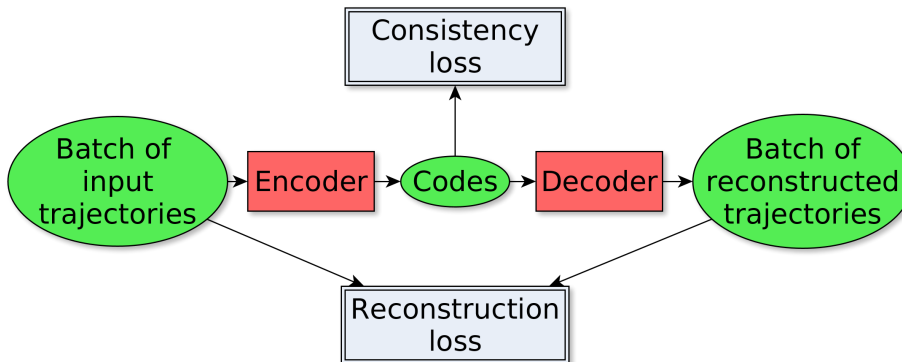 Consistency
loss
Batch of
input
trajectories
Encoder
Codes
Decoder
Batch of
reconstructed
trajectories
Reconstruction
loss